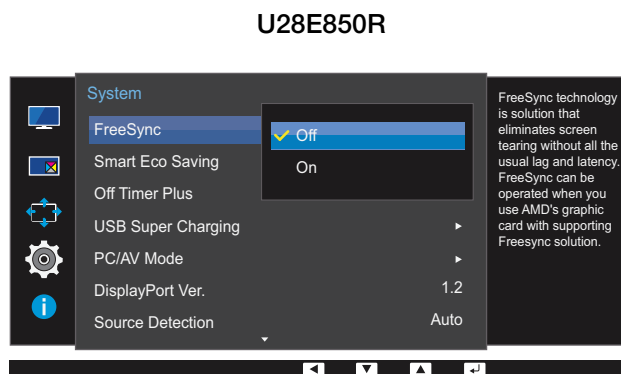 U28E850R
System
FreeSync
Off
On
Smart Eco Saving
Off Timer Plus
USB Super Charging
PC/AV Mode
DisplayPort Ver.
1.2
Source Detection
Auto
FreeSync technology
is solution that
eliminates screen
tearing without all the
usual lag and latency.
FreeSync can be
operated when you
use AMD's graphic
card with supporting
Freesync solution.